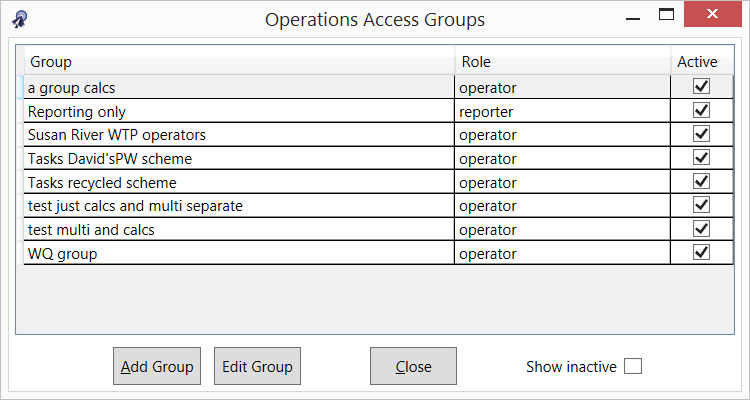 Operations Access Groups
Group Role Active
a group calcs operator
Reporting only reporter
Susan River WTP operators operator
Tasks David'sPW scheme operator
Tasks recycled scheme operator
test just calcs and multi separate operator
test multi and calcs operator
WQ group operator
Add Group Edit Group Close Show inactive